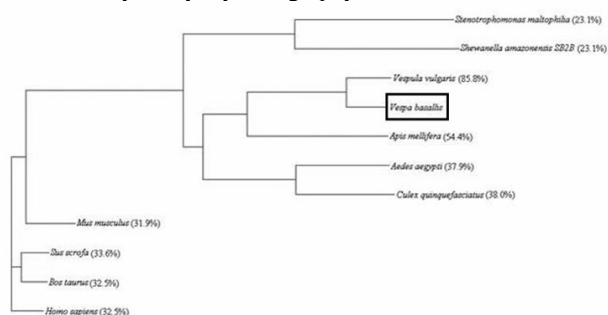 Stenotrophomonas maltophilia (23.1%)
Shewanella amazonensis SB2B (23.1%)
Vespula vulgaris (85.8%)
Vespa basalis
Apis mellifera (54.4%)
Aedes aegypti (37.9%)
Culex quinquefasciatus (38.0%)
Mus musculus (31.9%)
Sus scrofa (33.6%)
Bos taurus (32.5%)
Homo sapiens (32.5%)